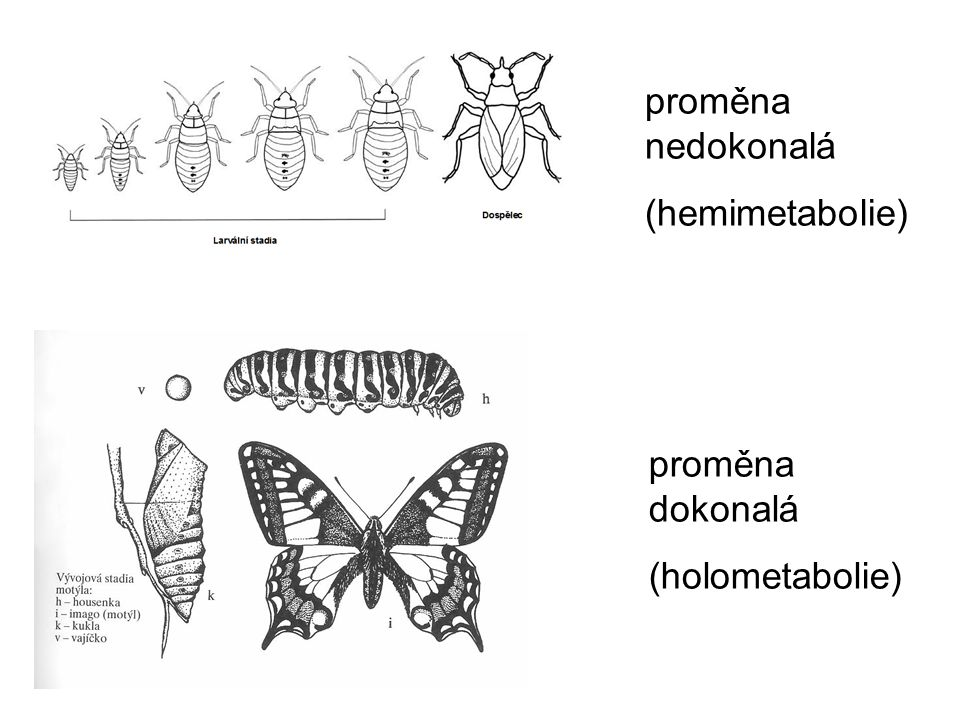 proměna
nedokonalá
(hemimetabolie)
Dospělec
Larvální stadia
v
h
k
i
Vývojová stadia
motýla:
h – housenka
i – imago (motýl)
k – kukla
v – vajíčko
proměna
dokonalá
(holometabolie)